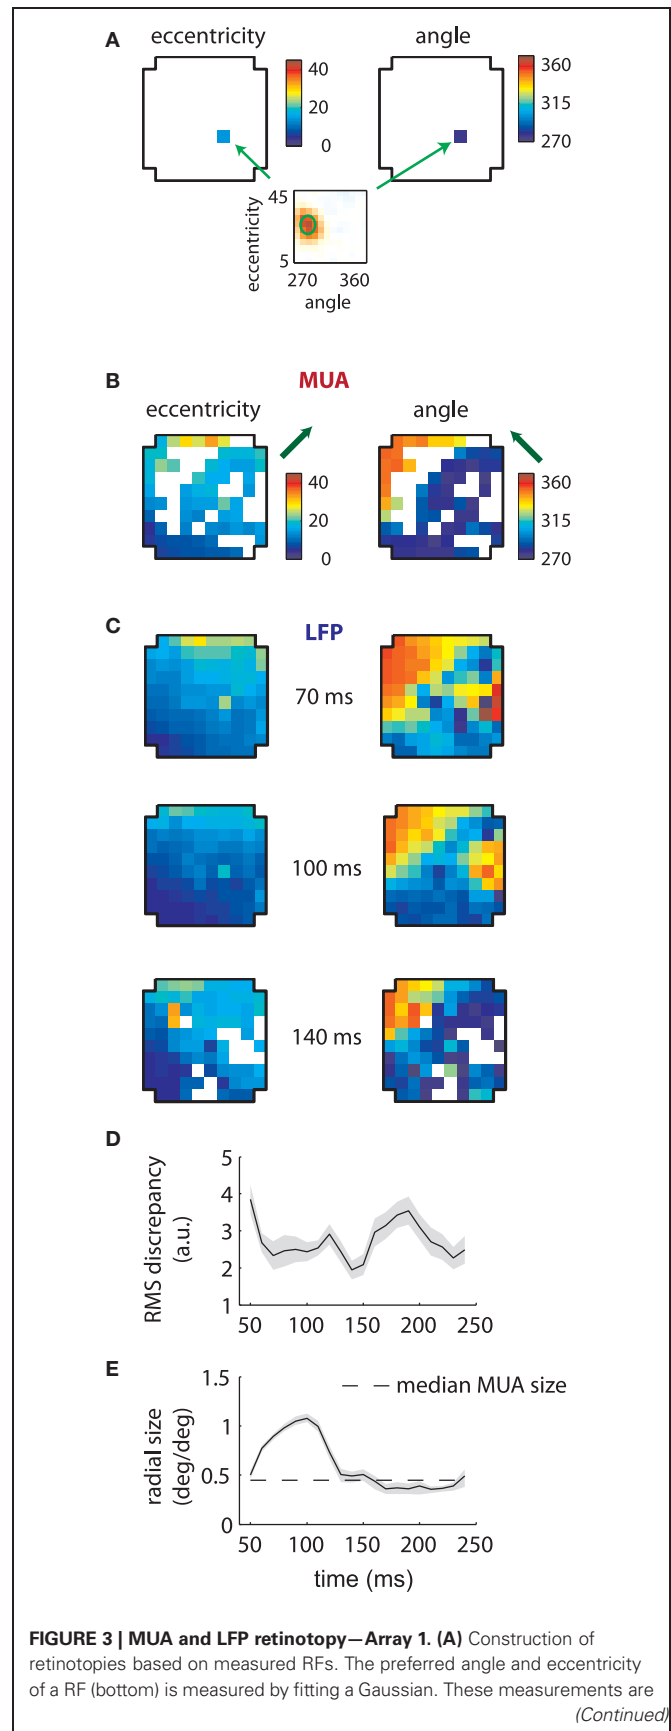 A
eccentricity
angle
40
20
0
360
315
270
eccentricity
45
5
270 360
angle
B
MUA
eccentricity
angle
40
20
0
360
315
270
C
LFP
70 ms
100 ms
140 ms
D
RMS discrepancy
(a.u.)
5
4
3
2
1
50 100 150 200 250
E
radial size
(deg/deg)
1.5
1
0.5
0
median MUA size
50 100 150 200 250
time (ms)
FIGURE 3 | MUA and LFP retinotopy—Array 1. (A) Construction of
retinotopies based on measured RFs. The preferred angle and eccentricity
of a RF (bottom) is measured by fitting a Gaussian. These measurements are
(Continued)